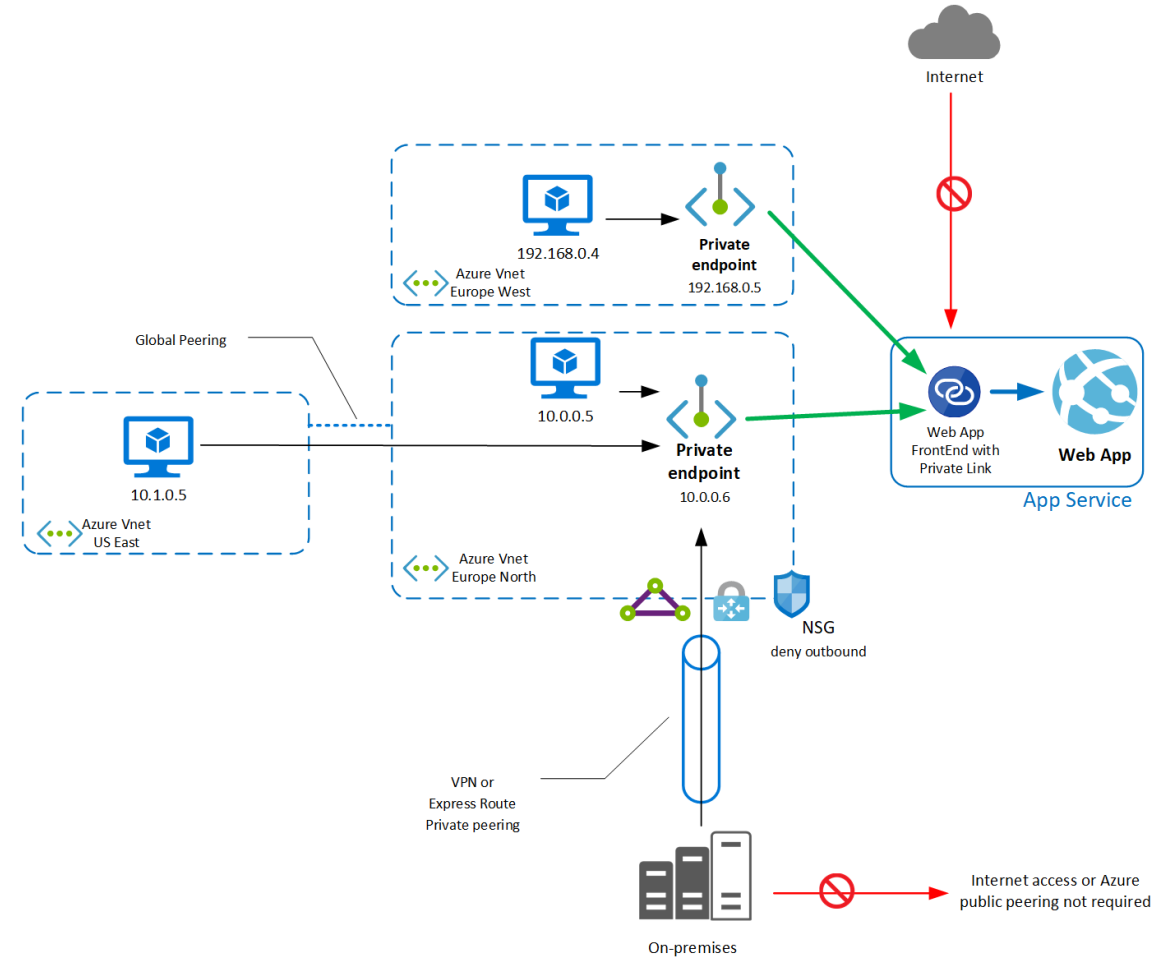 Internet
192.168.0.4
Private
endpoint
192.168.0.5
Azure Vnet
Europe West
Global Peering
10.0.0.5
10.1.0.5
Azure Vnet
US East
Private
endpoint
10.0.0.6
Azure Vnet
Europe North
Web App
FrontEnd with
Private Link
Web App
App Service
NSG
deny outbound
VPN or
Express Route
Private peering
On-premises
Internet access or Azure
public peering not required